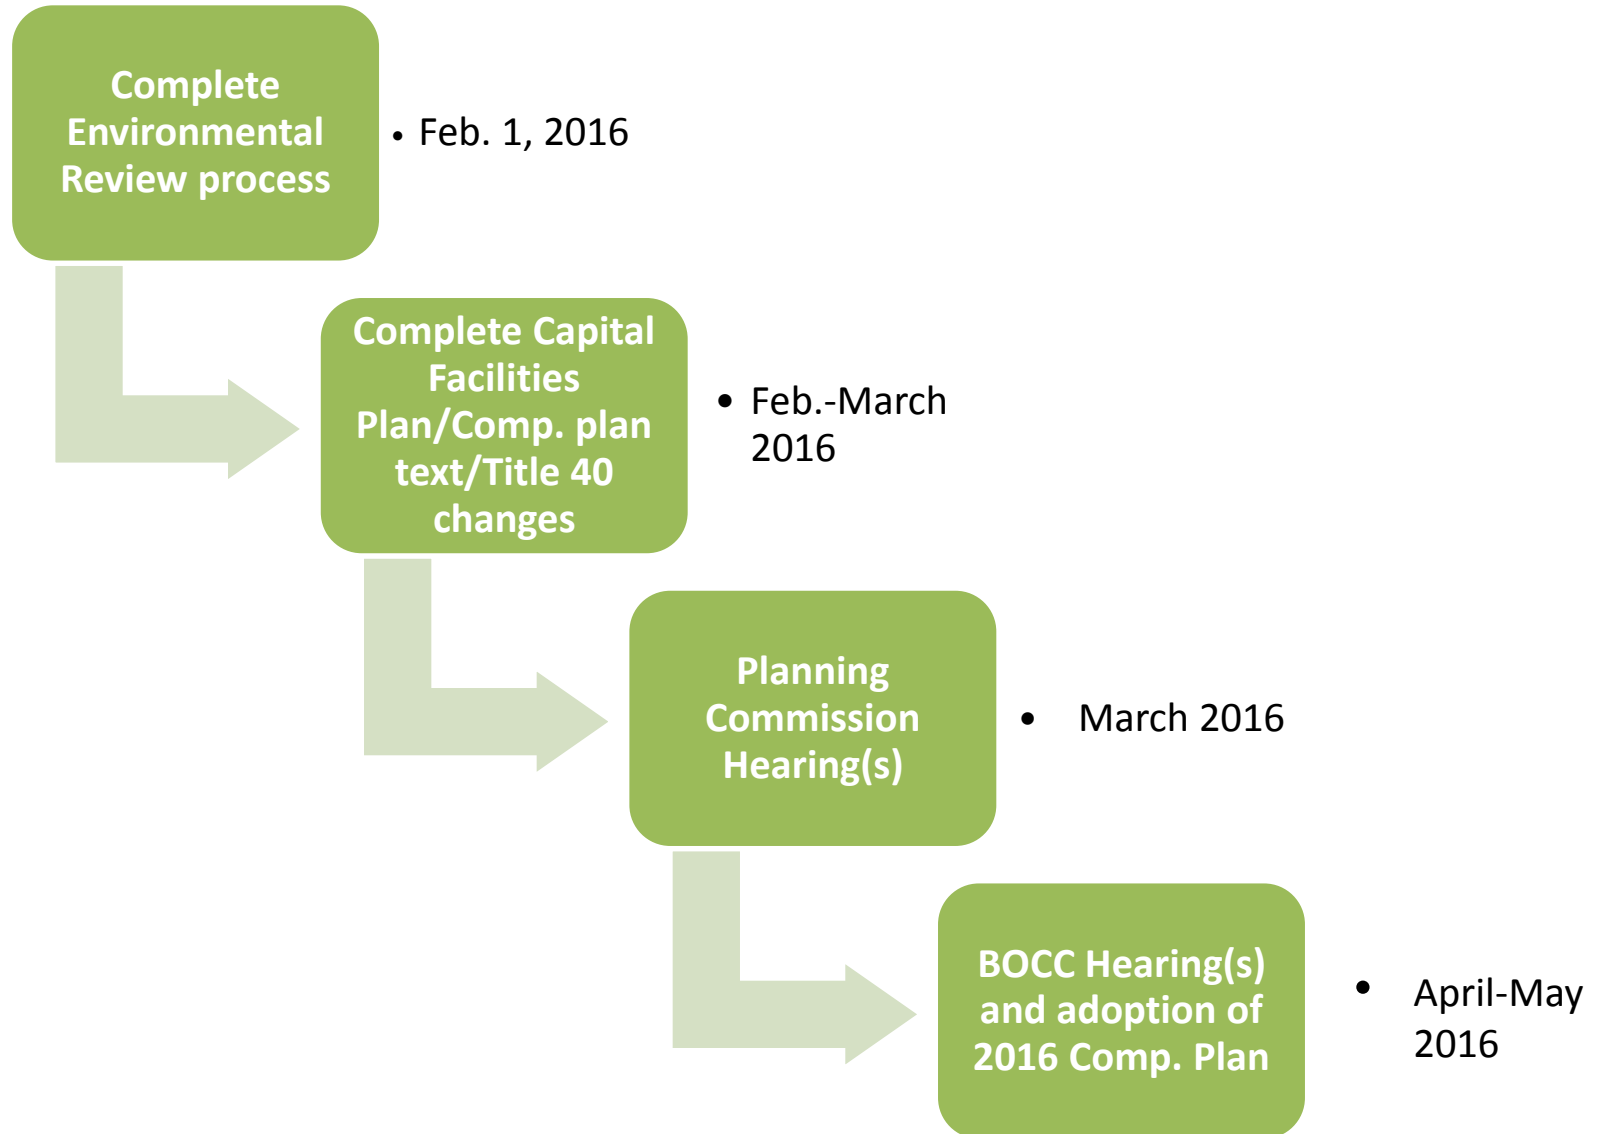 Complete
Environmental
Review process
• Feb. 1, 2016
Complete Capital
Facilities
Plan/Comp. plan
text/Title 40
changes
• Feb.-March
2016
Planning
Commission
Hearing(s)
• March 2016
BOCC Hearing(s)
and adoption of
2016 Comp. Plan
• April-May
2016